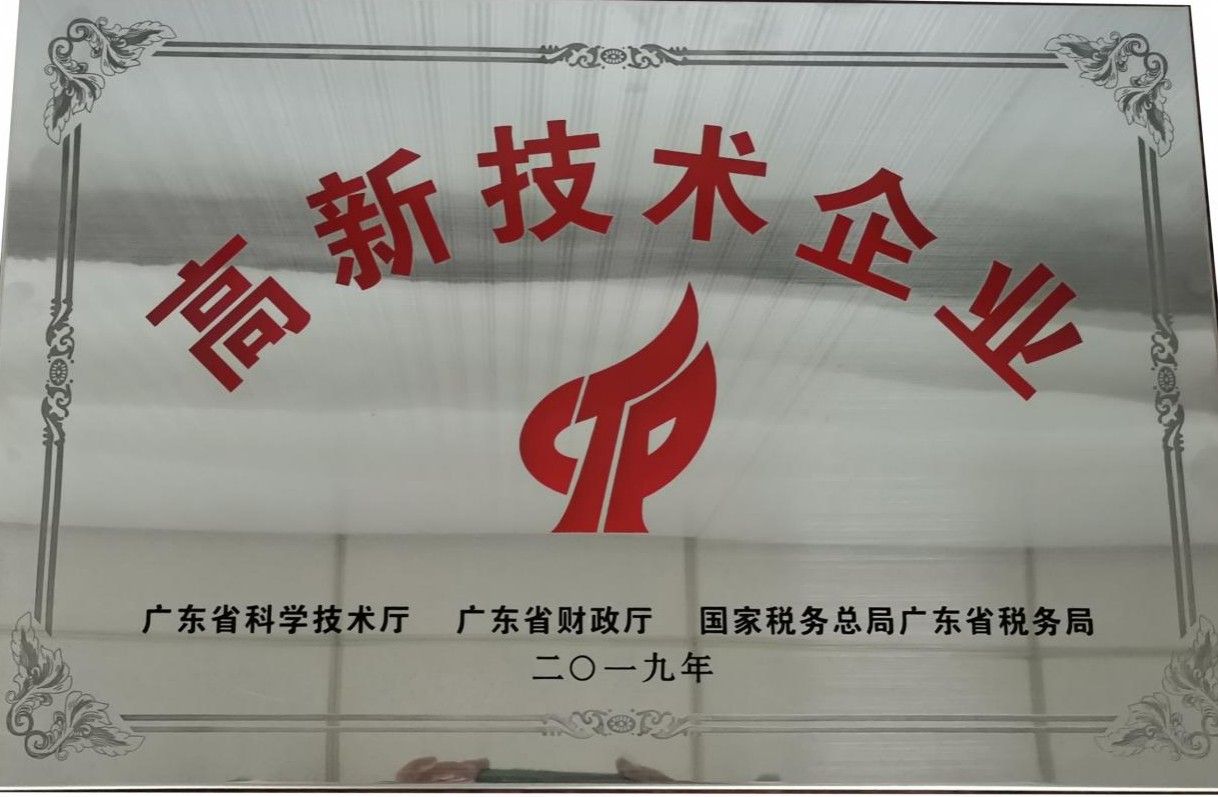 高新技术企业
广东省科学技术厅 广东省财政厅 国家税务总局广东省税务局
二〇一九年